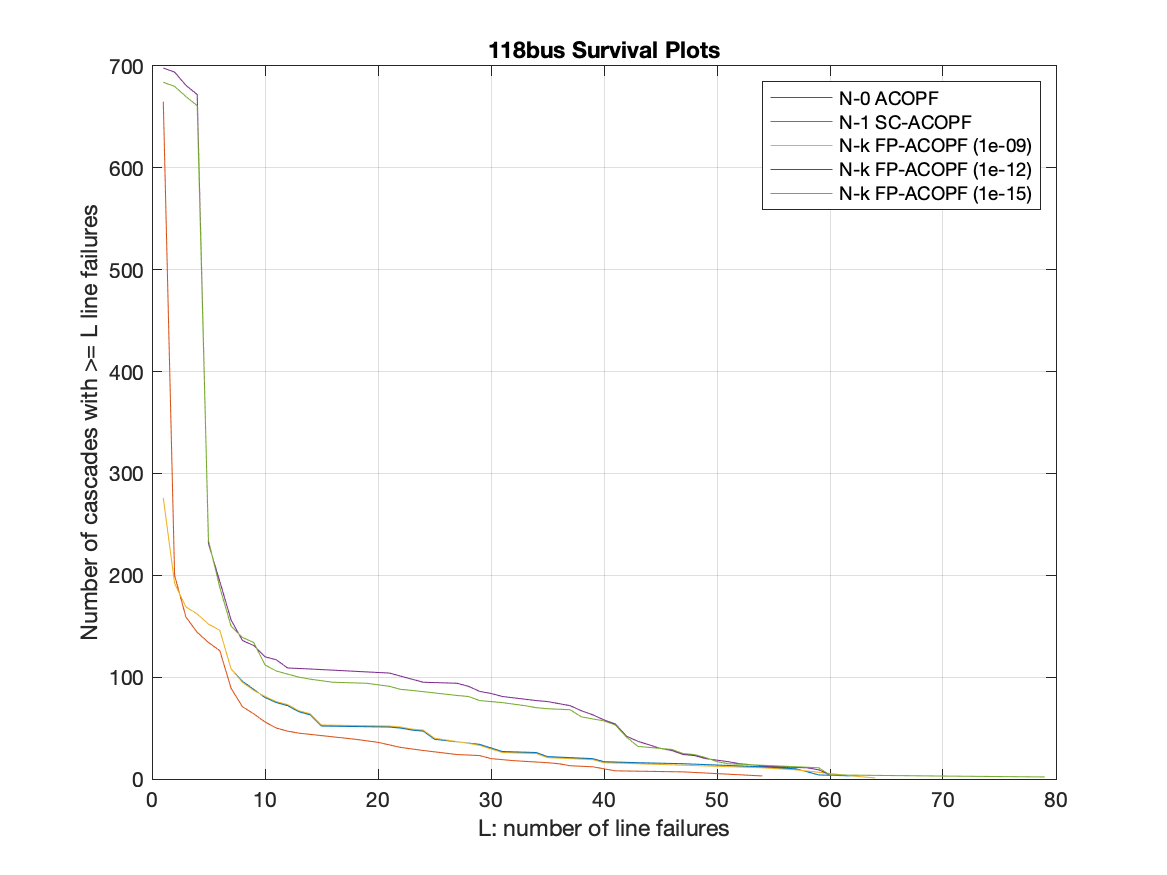 118bus Survival Plots
700
600
500
400
300
200
100
0
Number of cascades with >= L line failures
N-0 ACOPF
N-1 SC-ACOPF
N-k FP-ACOPF (1e-09)
N-k FP-ACOPF (1e-12)
N-k FP-ACOPF (1e-15)
0 10 20 30 40 50 60 70 80
L: number of line failures